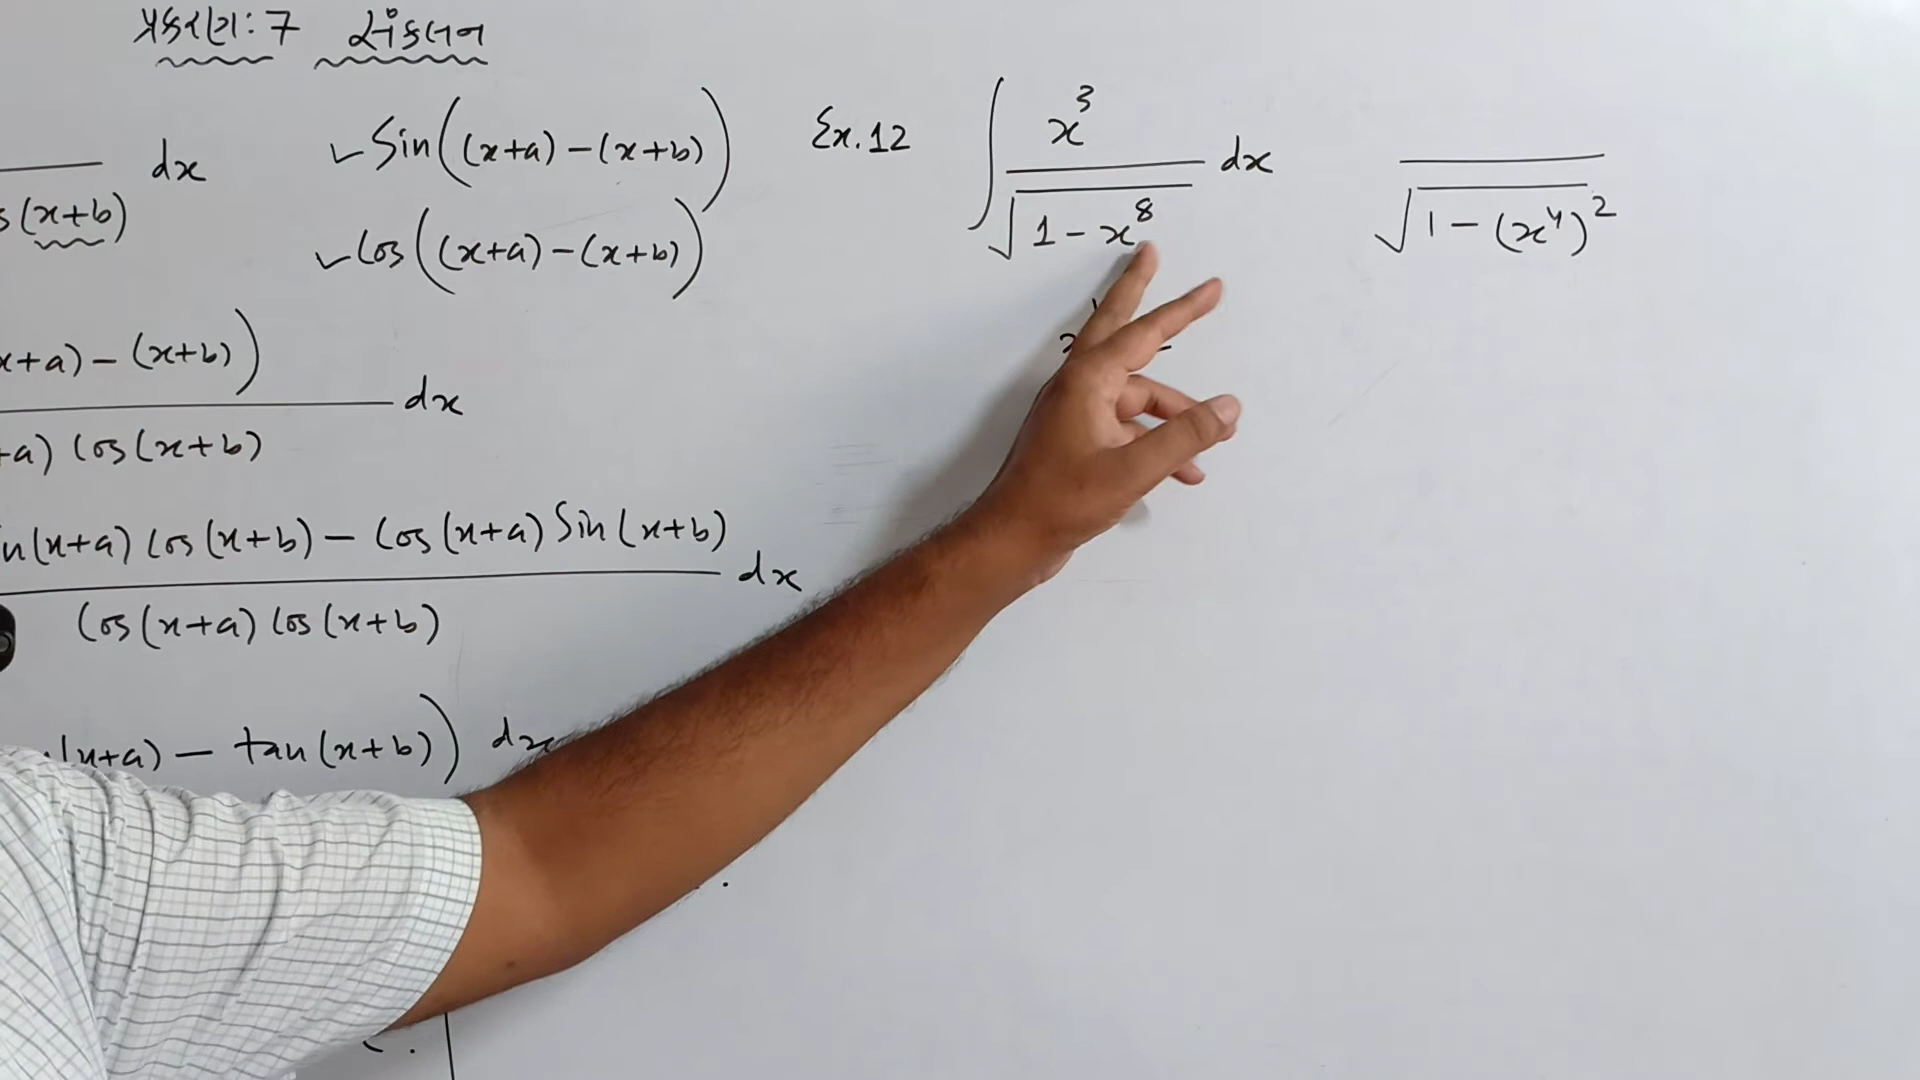 પ્રકરણ: 7 સંકલન
dx
s (x+b)
✓ Sin((x+a) - (x+b))
✓ Cos((x+a) - (x+b))
x+a) - (x+b)) dx
+a) Cos(x+b)
in(x+a) Cos(x+b) - Cos(x+a) Sin(x+b) dx
Cos(x+a) Cos(x+b)
(x+a) - tan(x+b)) dx
Ex. 12 ∫ x³ / √(1 - x⁸) dx
√(1 - (x⁴)²)